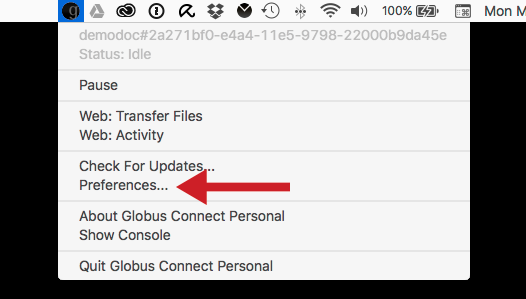 g 100% Mon M
demodoc#2a271bf0-e4a4-11e5-9798-22000b9da45e
Status: Idle
Pause
Web: Transfer Files
Web: Activity
Check For Updates...
Preferences...
About Globus Connect Personal
Show Console
Quit Globus Connect Personal